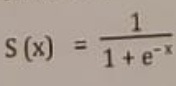 S(x) = 1 / (1 + e^{-x})